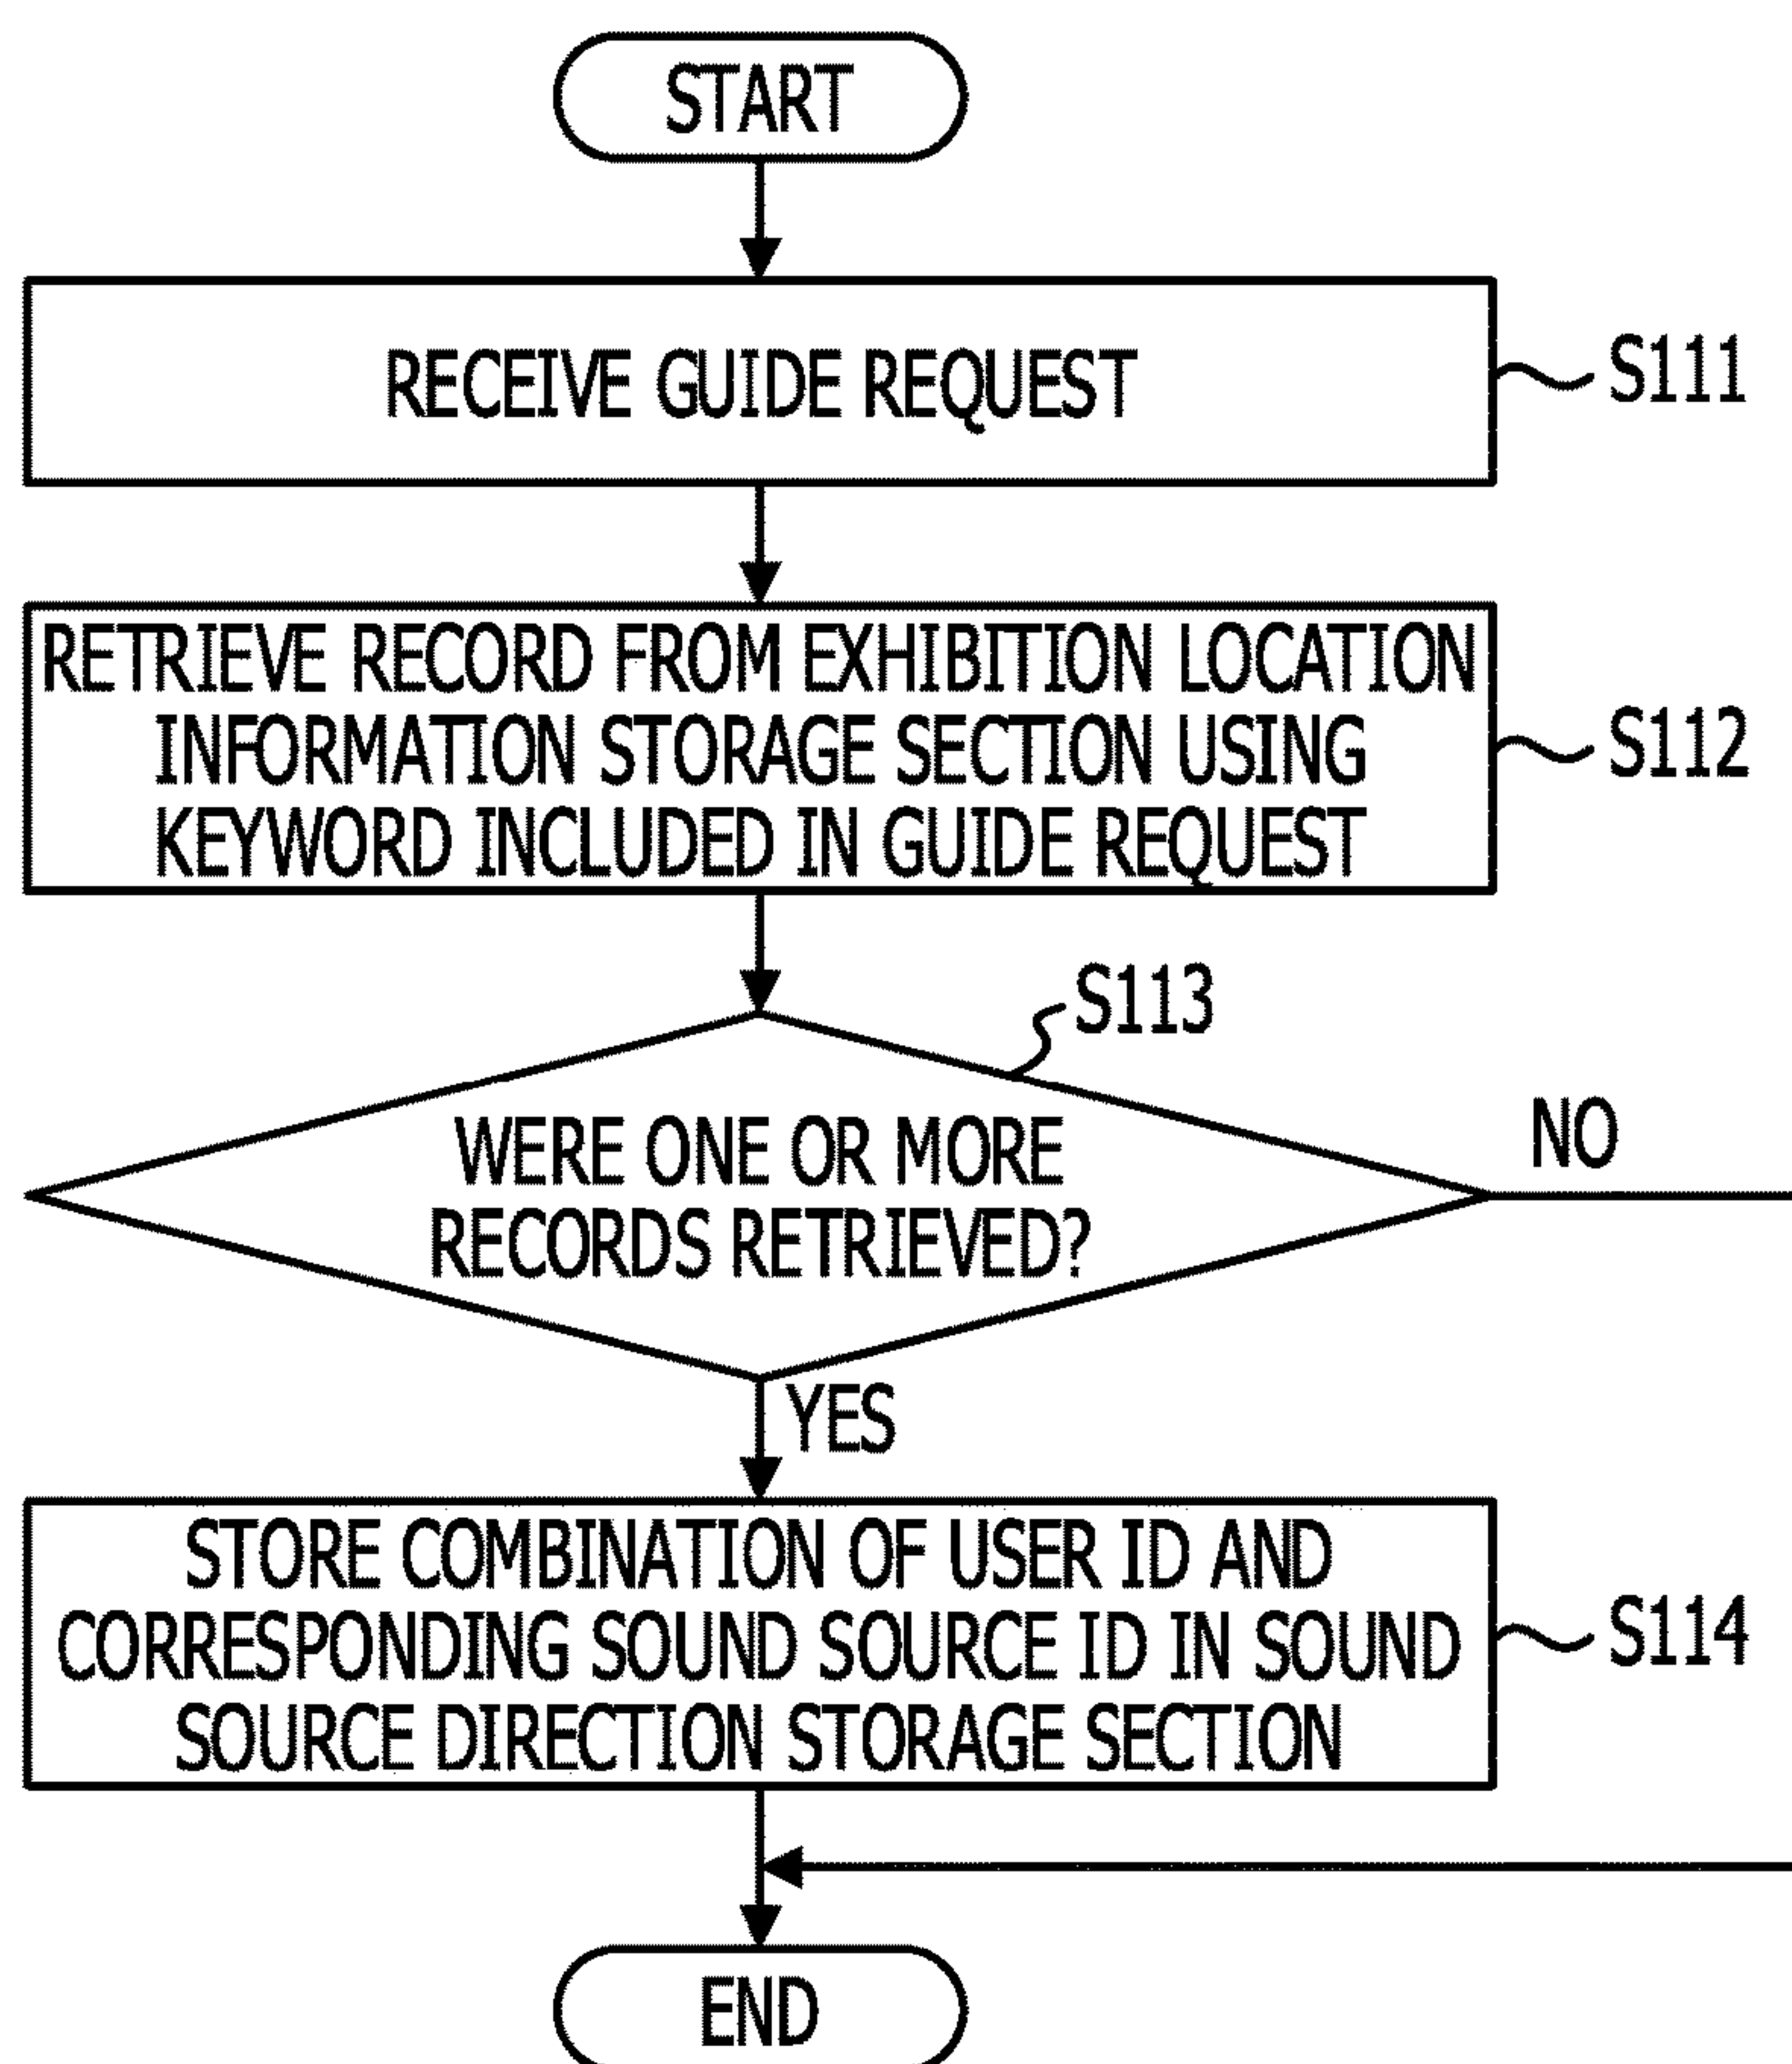 START
RECEIVE GUIDE REQUEST
S111
RETRIEVE RECORD FROM EXHIBITION LOCATION
INFORMATION STORAGE SECTION USING
KEYWORD INCLUDED IN GUIDE REQUEST
S112
S113
WERE ONE OR MORE
RECORDS RETRIEVED?
NO
YES
STORE COMBINATION OF USER ID AND
CORRESPONDING SOUND SOURCE ID IN SOUND
SOURCE DIRECTION STORAGE SECTION
S114
END